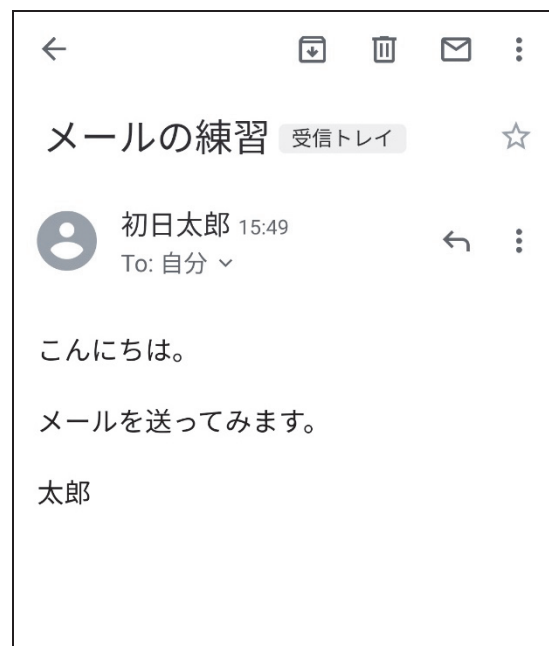 メールの練習 受信トレイ
初日太郎 15:49
To: 自分
こんにちは。
メールを送ってみます。
太郎